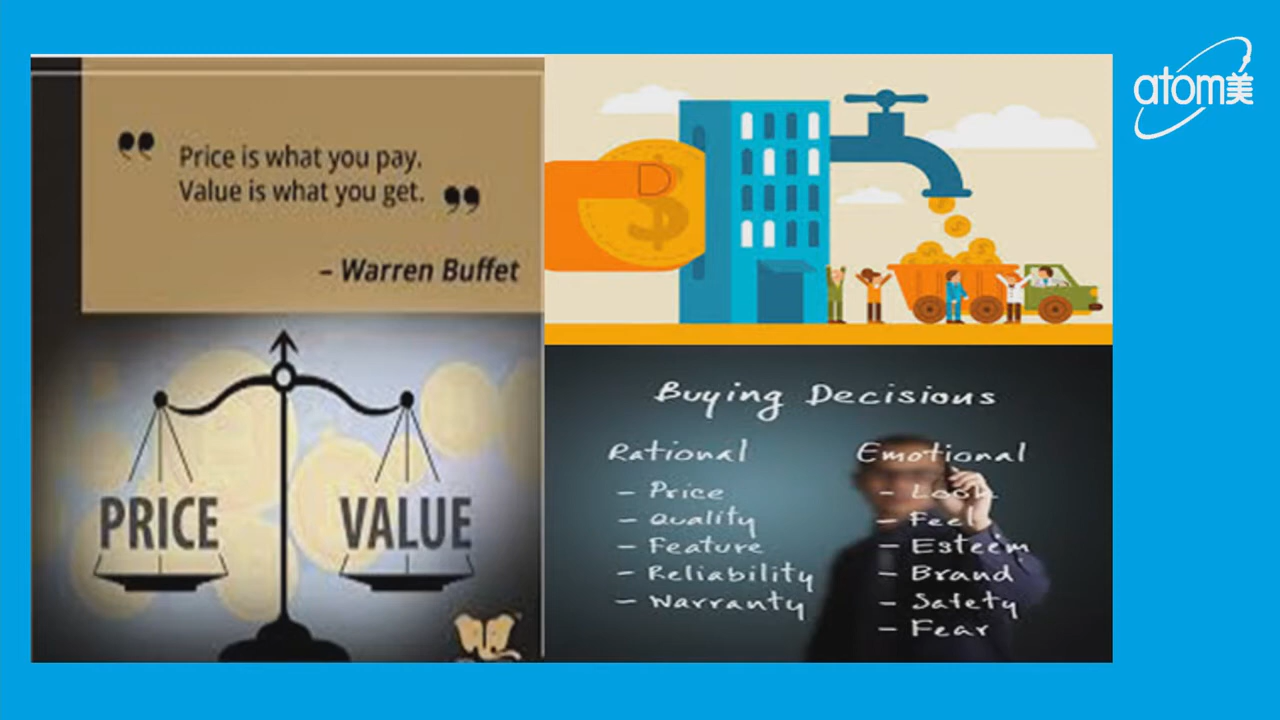 Price is what you pay.
Value is what you get.
– Warren Buffet
PRICE
VALUE
$
Buying Decisions
Rational
– Price
– Quality
– Feature
– Reliability
– Warranty
Emotional
– Look
– Feel
– Esteem
– Brand
– Safety
– Fear
atom美